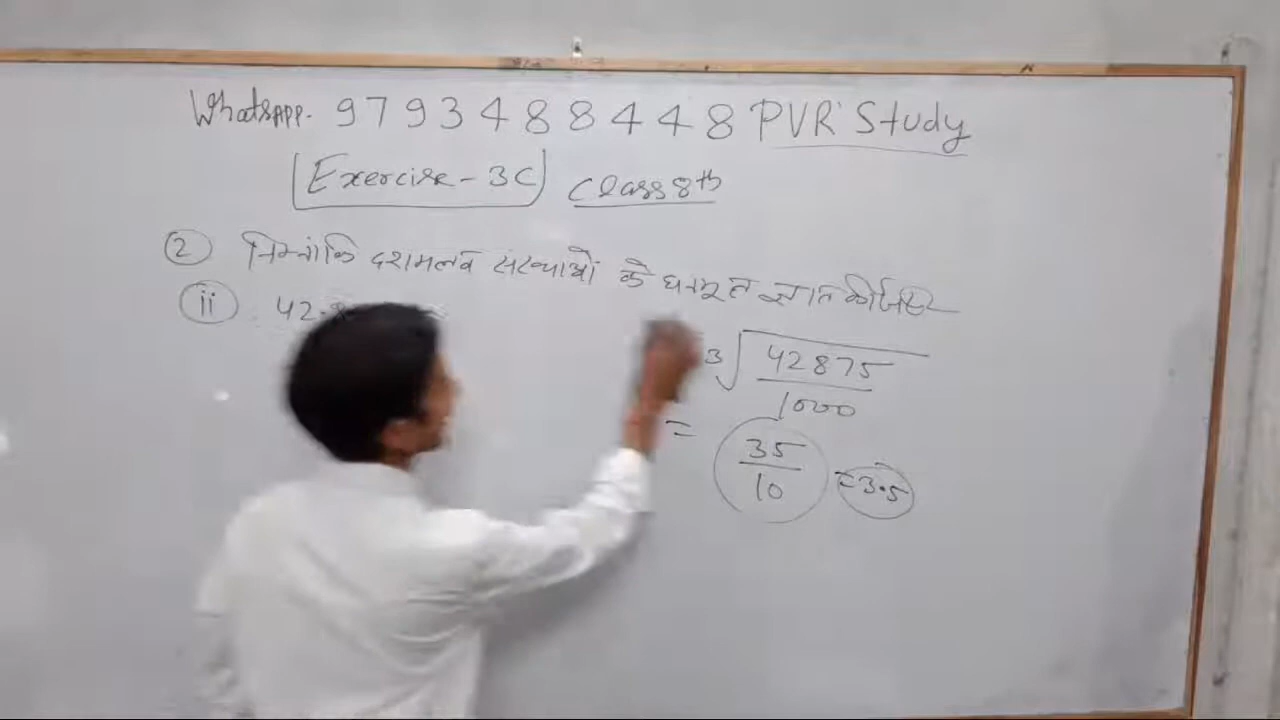 Whatsapp. 9793488448 PVR' Study
[Exercise - 3C] Class 8th
2 निम्नांकि दशमलव संख्याओं के घनमूल ज्ञात कीजिए
ii 42.8
3√42875/1000
= 35/10 = 3.5